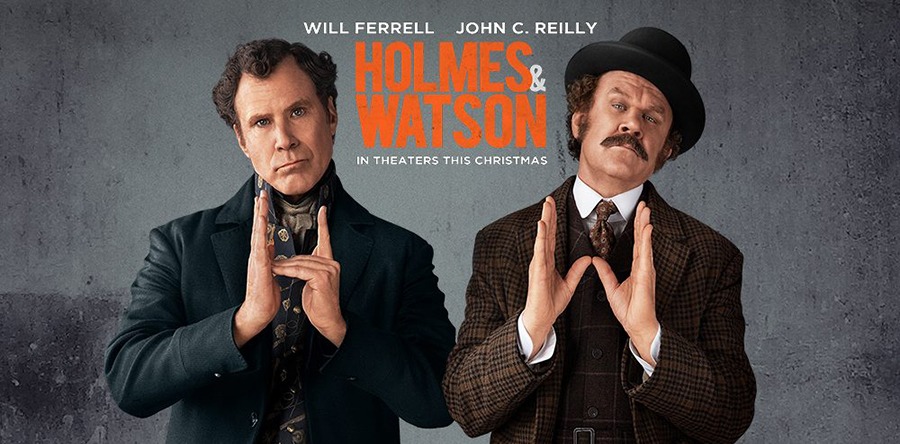 WILL FERRELL JOHN C. REILLY
HOLMES &
WATSON
IN THEATERS THIS CHRISTMAS